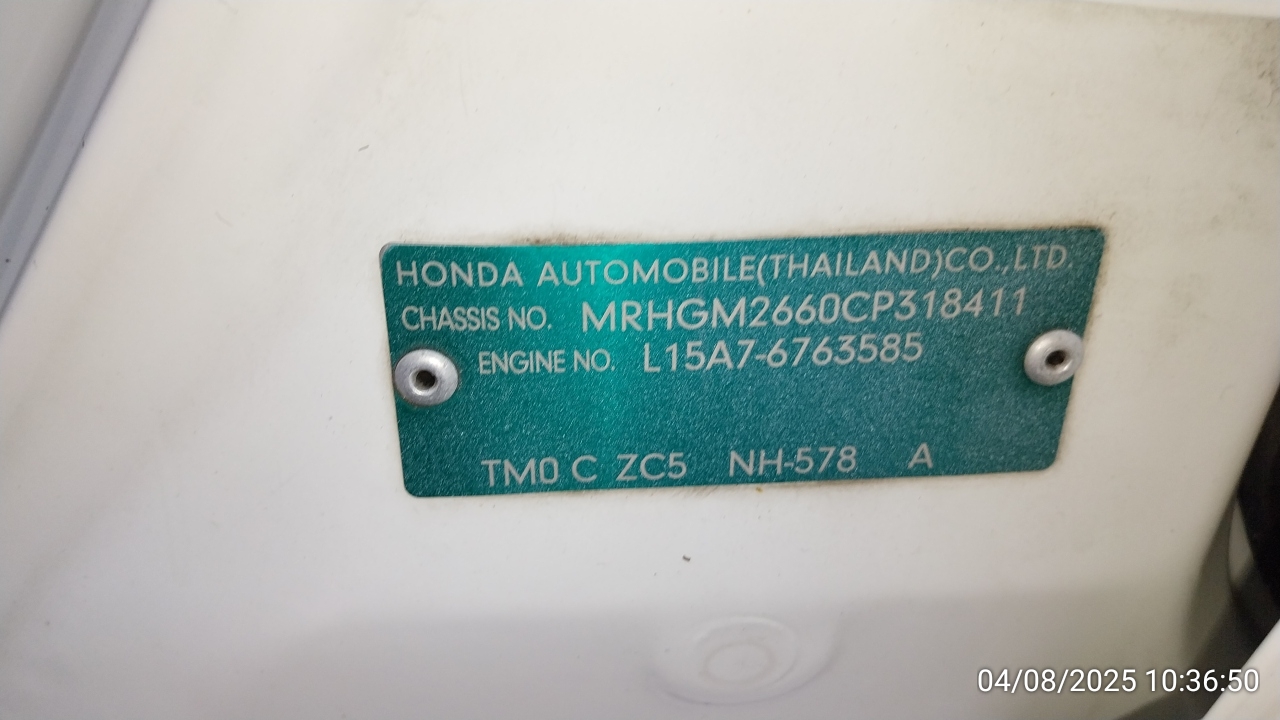 HONDA AUTOMOBILE(THAILAND)CO.,LTD.
CHASSIS NO. MRHGM2660CP318411
ENGINE NO. L15A7-6763585
TM0 C ZC5 NH-578 A
04/08/2025 10:36:50